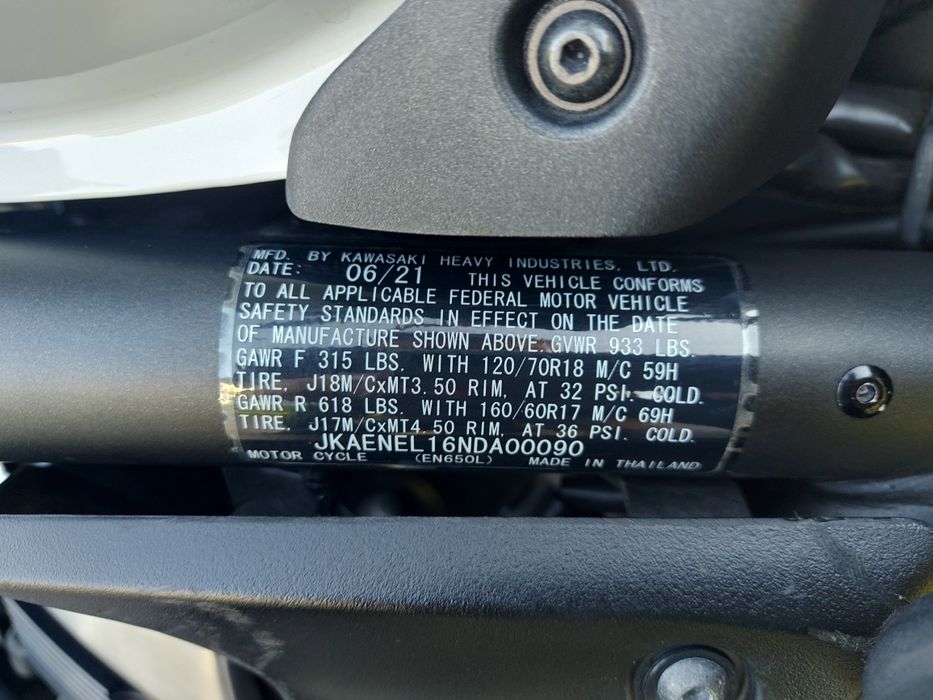 MFD. BY KAWASAKI HEAVY INDUSTRIES, LTD.
DATE: 06/21 THIS VEHICLE CONFORMS
TO ALL APPLICABLE FEDERAL MOTOR VEHICLE
SAFETY STANDARDS IN EFFECT ON THE DATE
OF MANUFACTURE SHOWN ABOVE. GVWR 933 LBS.
GAWR F 315 LBS. WITH 120/70R18 M/C 59H
TIRE, J18M/CxMT3.50 RIM, AT 32 PSI. COLD.
GAWR R 618 LBS. WITH 160/60R17 M/C 69H
TIRE, J17M/CxMT4.50 RIM, AT 36 PSI. COLD.
JKAENEL16NDA00090
MOTOR CYCLE (EN650L) MADE IN THAILAND